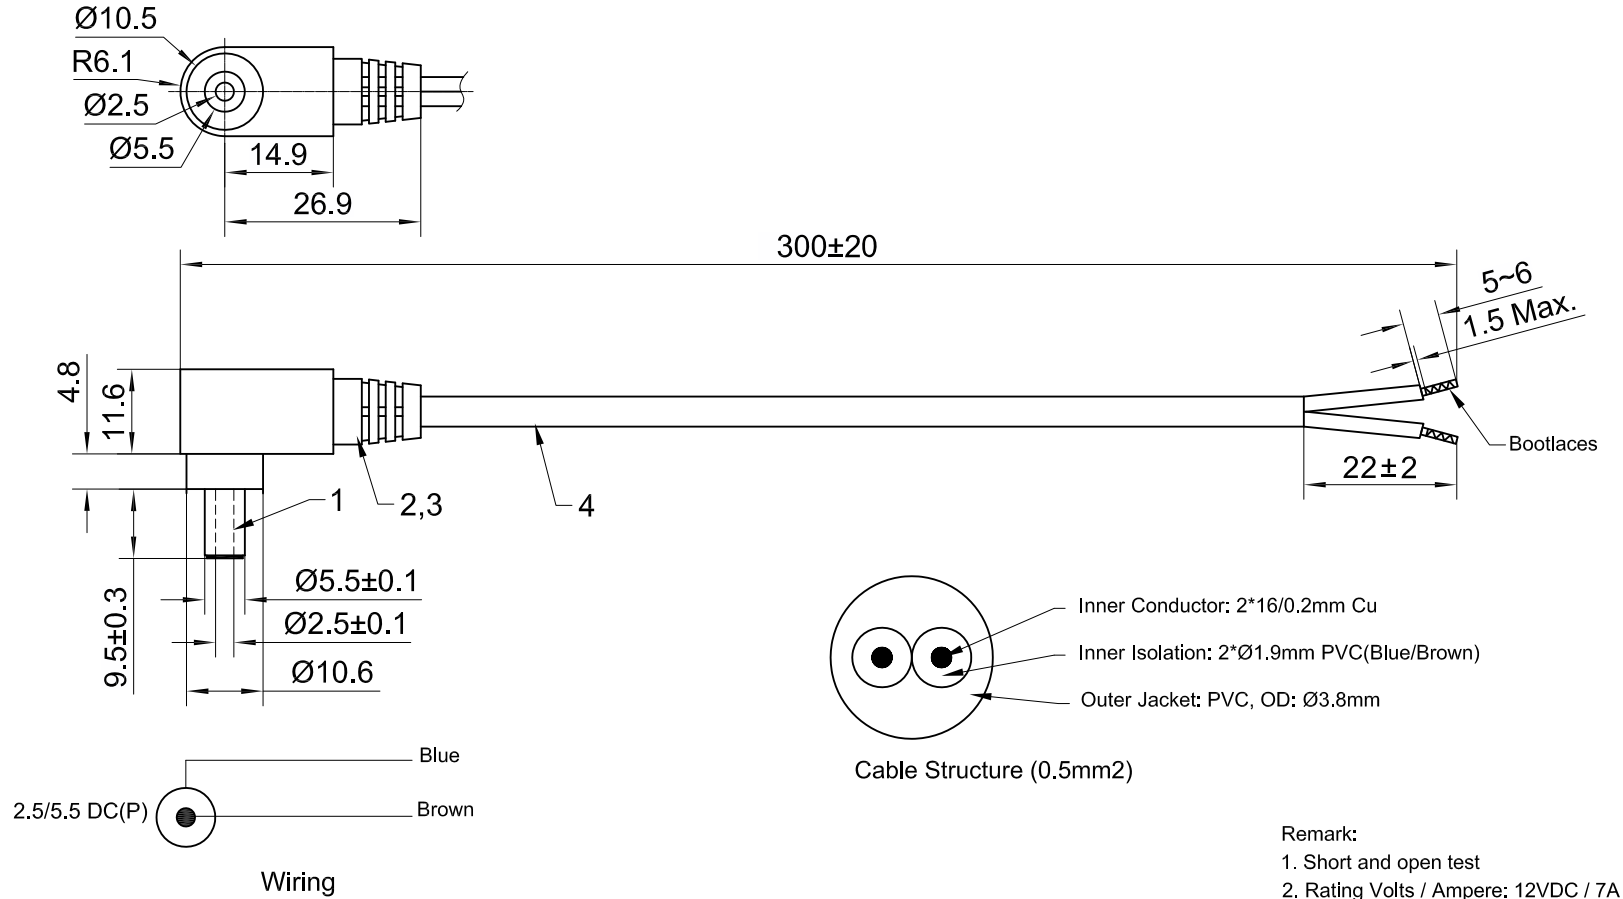 Ø10.5
R6.1
Ø2.5
Ø5.5
14.9
26.9
300±20
5~6
1.5 Max.
4.8
11.6
Bootlaces
22±2
1
2,3
4
9.5±0.3
Ø5.5±0.1
Ø2.5±0.1
Ø10.6
Inner Conductor: 2*16/0.2mm Cu
Inner Isolation: 2*Ø1.9mm PVC(Blue/Brown)
Outer Jacket: PVC, OD: Ø3.8mm
Cable Structure (0.5mm2)
Blue
2.5/5.5 DC(P)
Brown
Wiring
Remark:
1. Short and open test
2. Rating Volts / Ampere: 12VDC / 7A